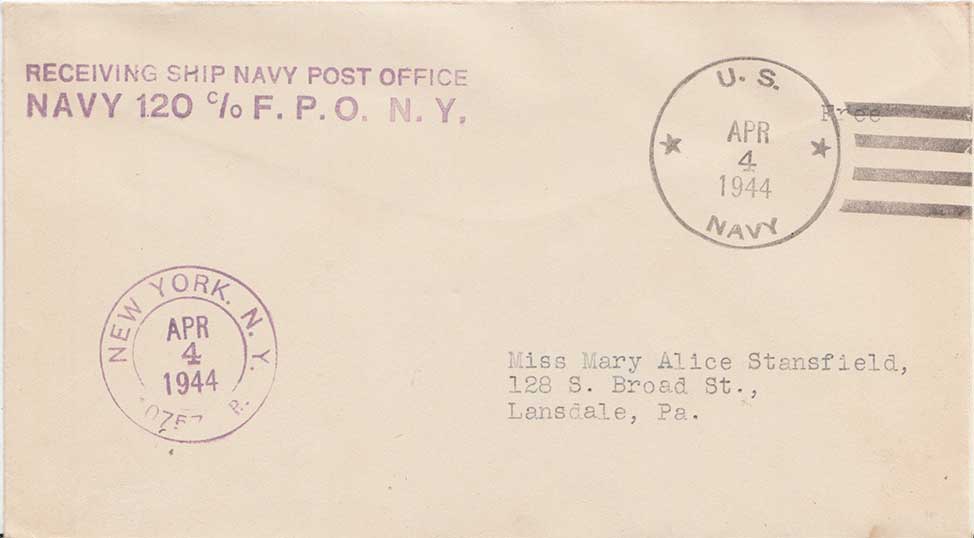 RECEIVING SHIP NAVY POST OFFICE
NAVY 120 c/o F. P. O. N. Y.
U. S.
APR
4
1944
NAVY
Free
NEW YORK. N. Y.
APR
4
1944
Miss Mary Alice Stansfield,
128 S. Broad St.,
Lansdale, Pa.